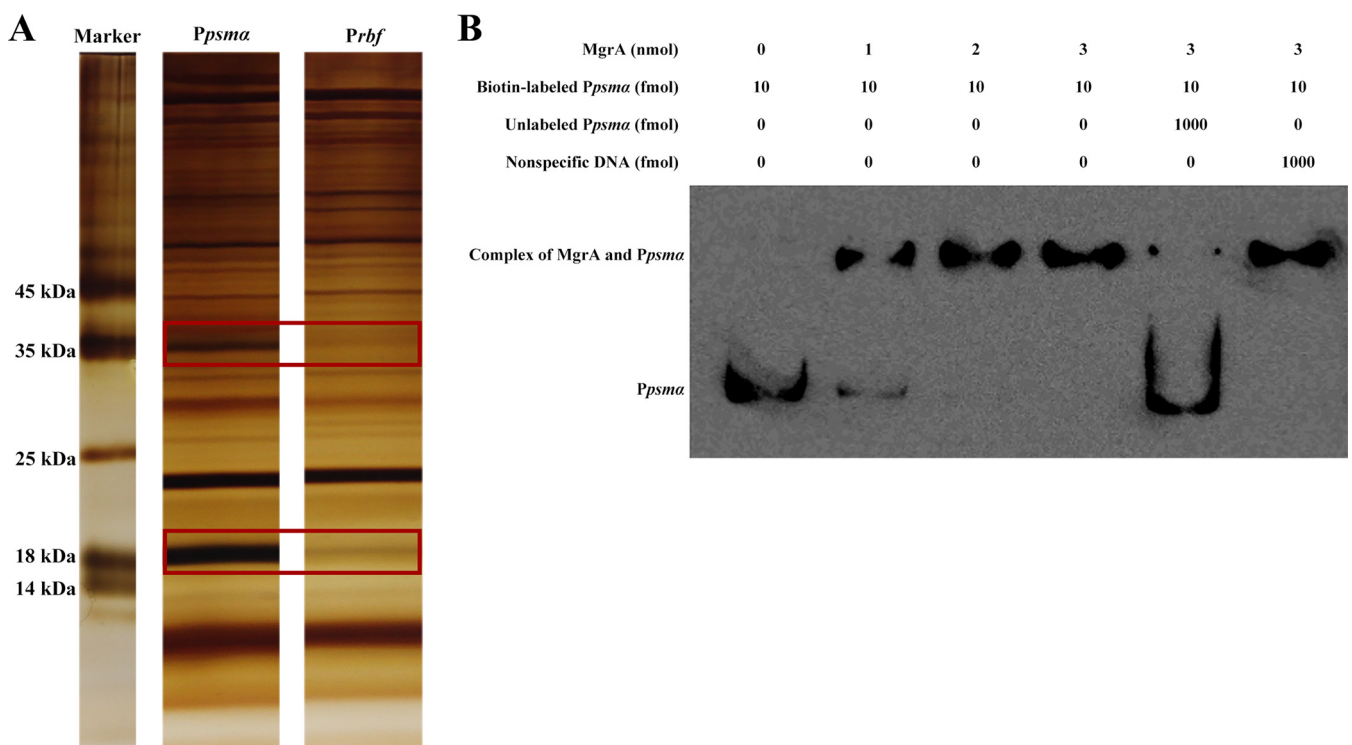 A
Marker
Ppsmα
Prbf
45 kDa
35 kDa
25 kDa
18 kDa
14 kDa
B
MgrA (nmol) 0 1 2 3 3 3
Biotin-labeled Ppsmα (fmol) 10 10 10 10 10 10
Unlabeled Ppsmα (fmol) 0 0 0 0 1000 0
Nonspecific DNA (fmol) 0 0 0 0 0 1000
Complex of MgrA and Ppsmα
Ppsmα